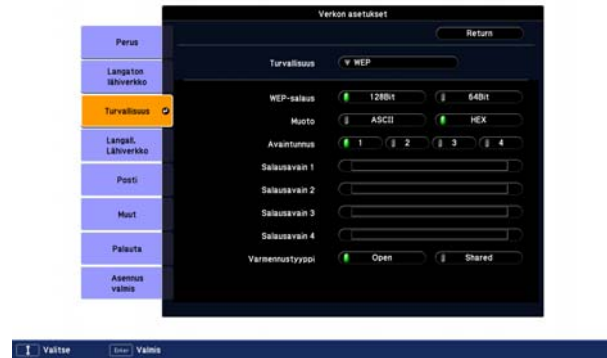 Verkon asetukset
Return
Perus
Langaton
lähiverkko
Turvallisuus
Langall.
Lähiverkko
Posti
Muut
Palauta
Asennus
valmis
Turvallisuus WEP
WEP-salaus 128Bit 64Bit
Muoto ASCII HEX
Avaintunnus 1 2 3 4
Salausavain 1
Salausavain 2
Salausavain 3
Salausavain 4
Varmennustyyppi Open Shared
Valitse Enter Valmis